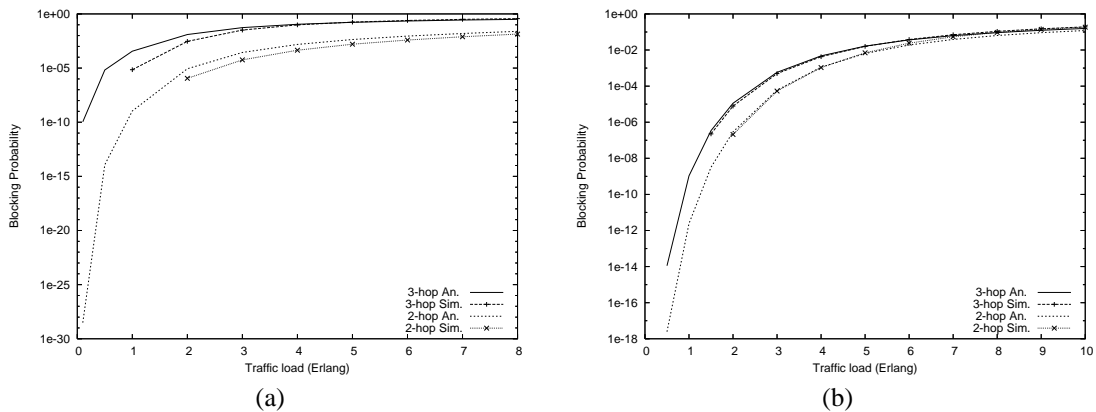 1e+00
1e-05
1e-10
1e-15
1e-20
1e-25
1e-30
Blocking Probability
0 1 2 3 4 5 6 7 8
Traffic load (Erlang)
3-hop An.
3-hop Sim.
2-hop An.
2-hop Sim.
(a)
1e+00
1e-02
1e-04
1e-06
1e-08
1e-10
1e-12
1e-14
1e-16
1e-18
Blocking Probability
0 1 2 3 4 5 6 7 8 9 10
Traffic load (Erlang)
3-hop An.
3-hop Sim.
2-hop An.
2-hop Sim.
(b)